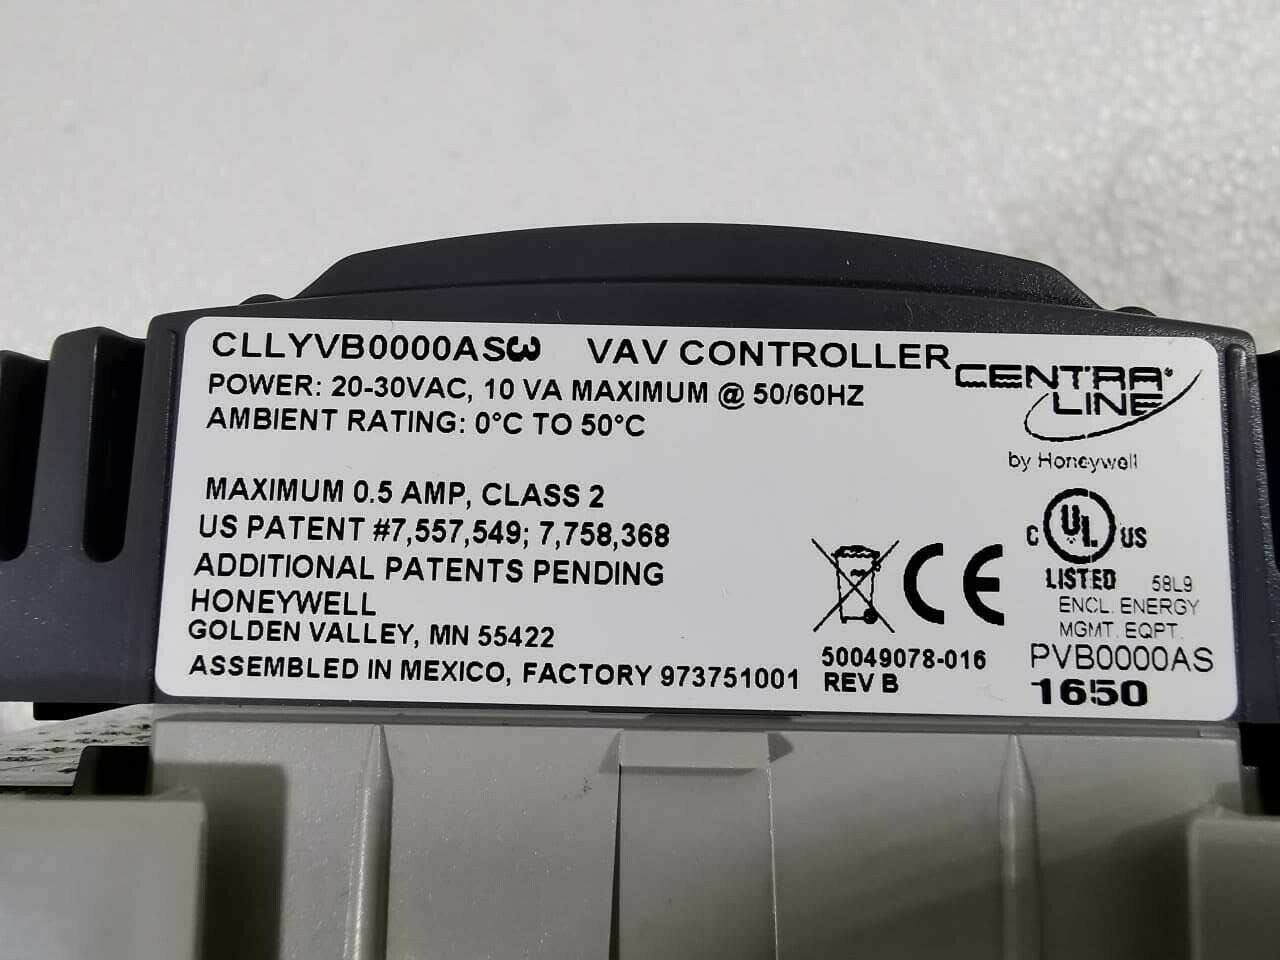 CLLYVB0000AS3 VAV CONTROLLER
POWER: 20-30VAC, 10 VA MAXIMUM @ 50/60HZ
AMBIENT RATING: 0°C TO 50°C
CENTRA
LINE
by Honeywell
MAXIMUM 0.5 AMP, CLASS 2
US PATENT #7,557,549; 7,758,368
ADDITIONAL PATENTS PENDING
HONEYWELL
GOLDEN VALLEY, MN 55422
ASSEMBLED IN MEXICO, FACTORY 973751001
CE
50049078-016
REV B
C UL US
LISTED 58L9
ENCL. ENERGY
MGMT. EQPT.
PVB0000AS
1650